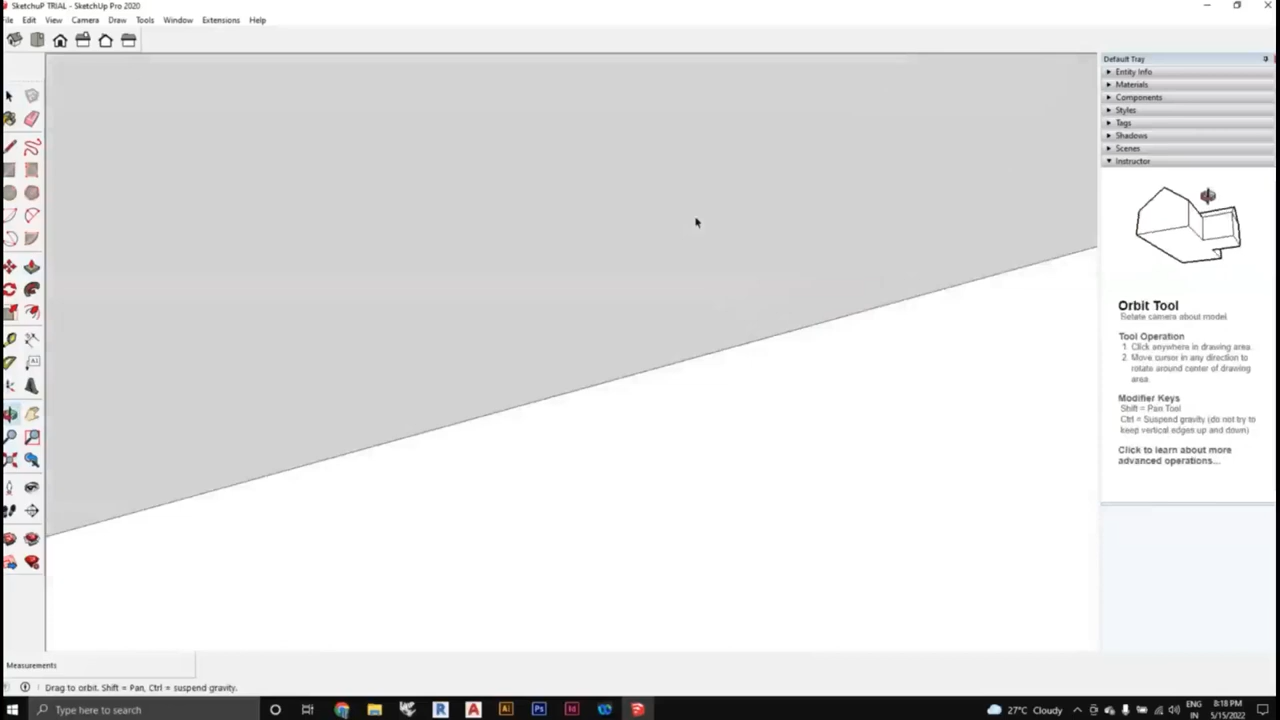 SketchuP TRIAL - SketchUp Pro 2020
File Edit View Camera Draw Tools Window Extensions Help
Default Tray
Entity Info
Materials
Components
Styles
Tags
Shadows
Scenes
Instructor
Orbit Tool
Rotate camera about model
Tool Operation
1. Click anywhere in drawing area.
2. Move cursor in any direction to
rotate around center of drawing
area.
Modifier Keys
Shift = Pan Tool
Ctrl = Suspend gravity (do not try to
keep vertical edges up and down)
Click to learn about more
advanced operations...
Measurements
Drag to orbit. Shift = Pan, Ctrl = suspend gravity.
Type here to search
27°C Cloudy
ENG
IN
8:18 PM
5/15/2022